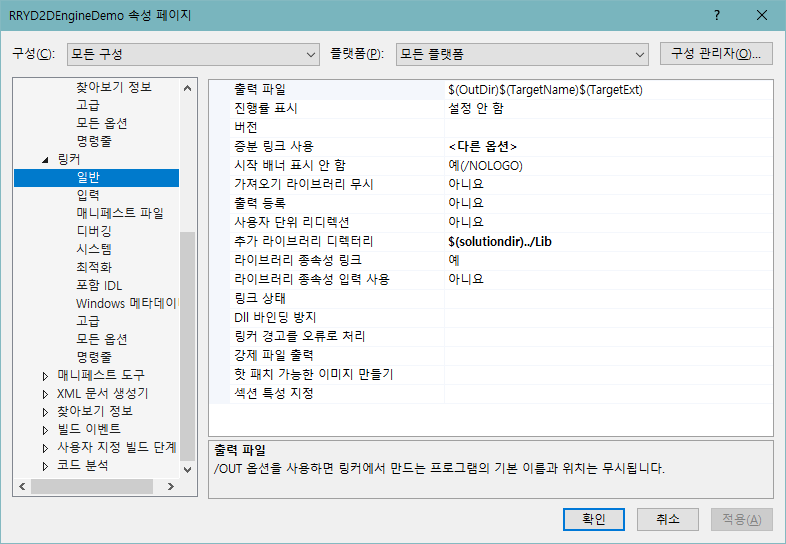 RRYD2DEngineDemo 속성 페이지
구성(C): 모든 구성 플랫폼(P): 모든 플랫폼 구성 관리자(O)...
찾아보기 정보
고급
모든 옵션
명령줄
링커
일반
입력
매니페스트 파일
디버깅
시스템
최적화
포함 IDL
Windows 메타데이
고급
모든 옵션
명령줄
매니페스트 도구
XML 문서 생성기
찾아보기 정보
빌드 이벤트
사용자 지정 빌드 단계
코드 분석
출력 파일 $(OutDir)$(TargetName)$(TargetExt)
진행률 표시 설정 안 함
버전
증분 링크 사용 <다른 옵션>
시작 배너 표시 안 함 예(/NOLOGO)
가져오기 라이브러리 무시 아니요
출력 등록 아니요
사용자 단위 리디렉션 아니요
추가 라이브러리 디렉터리 $(solutiondir)../Lib
라이브러리 종속성 링크 예
라이브러리 종속성 입력 사용 아니요
링크 상태
Dll 바인딩 방지
링커 경고를 오류로 처리
강제 파일 출력
핫 패치 가능한 이미지 만들기
섹션 특성 지정
출력 파일
/OUT 옵션을 사용하면 링커에서 만드는 프로그램의 기본 이름과 위치는 무시됩니다.
확인 취소 적용(A)